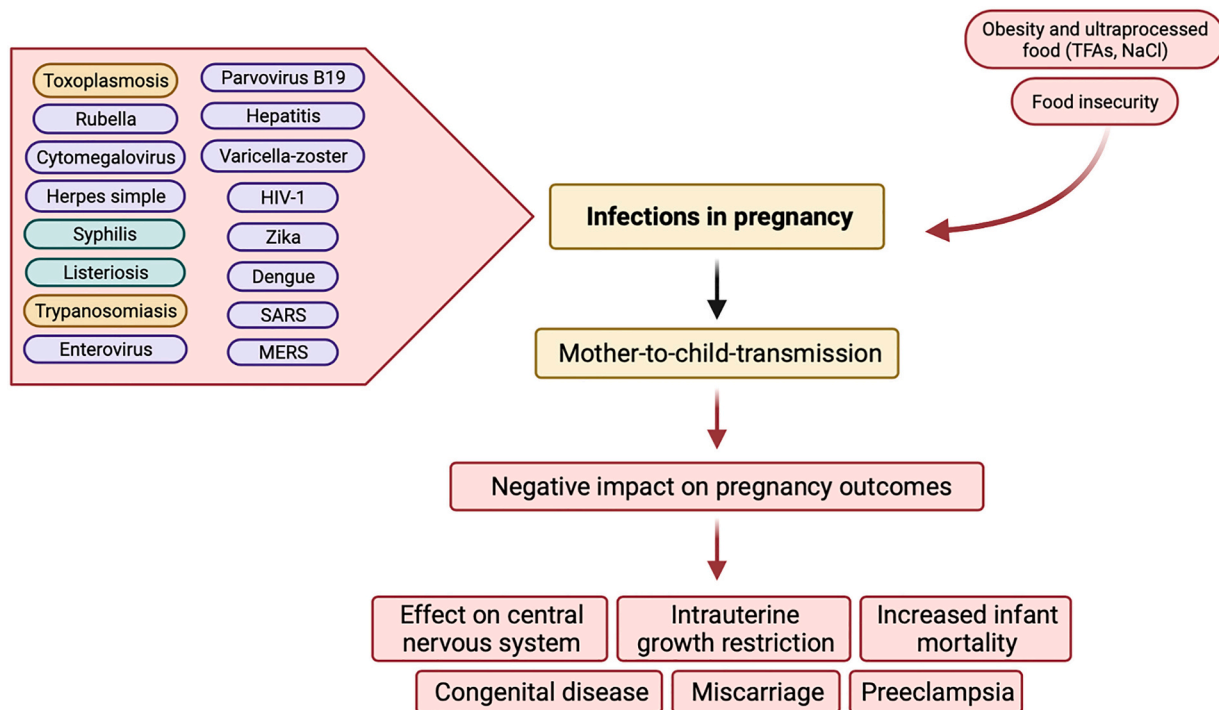 Toxoplasmosis
Rubella
Cytomegalovirus
Herpes simple
Syphilis
Listeriosis
Trypanosomiasis
Enterovirus
Parvovirus B19
Hepatitis
Varicella-zoster
HIV-1
Zika
Dengue
SARS
MERS
Obesity and ultraprocessed
food (TFAs, NaCl)
Food insecurity
Infections in pregnancy
Mother-to-child-transmission
Negative impact on pregnancy outcomes
Effect on central
nervous system
Intrauterine
growth restriction
Increased infant
mortality
Congenital disease
Miscarriage
Preeclampsia